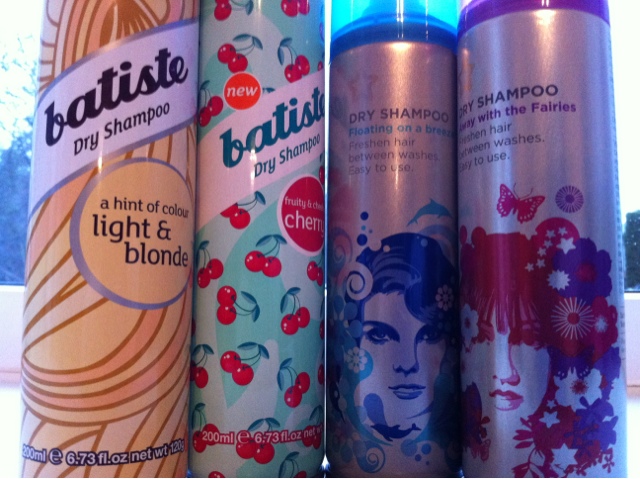 batiste
Dry Shampoo
a hint of colour
light &
blonde
200ml e 6.73 fl.oz net wt 120g
new
batiste
Dry Shampoo
fruity &
cherry
200ml e 6.73 fl.oz net w
DRY SHAMPOO
Floating on a breeze
Freshen hair
between washes.
Easy to use.
DRY SHAMPOO
away with the Fairies
Freshen hair
between washes.
Easy to use.